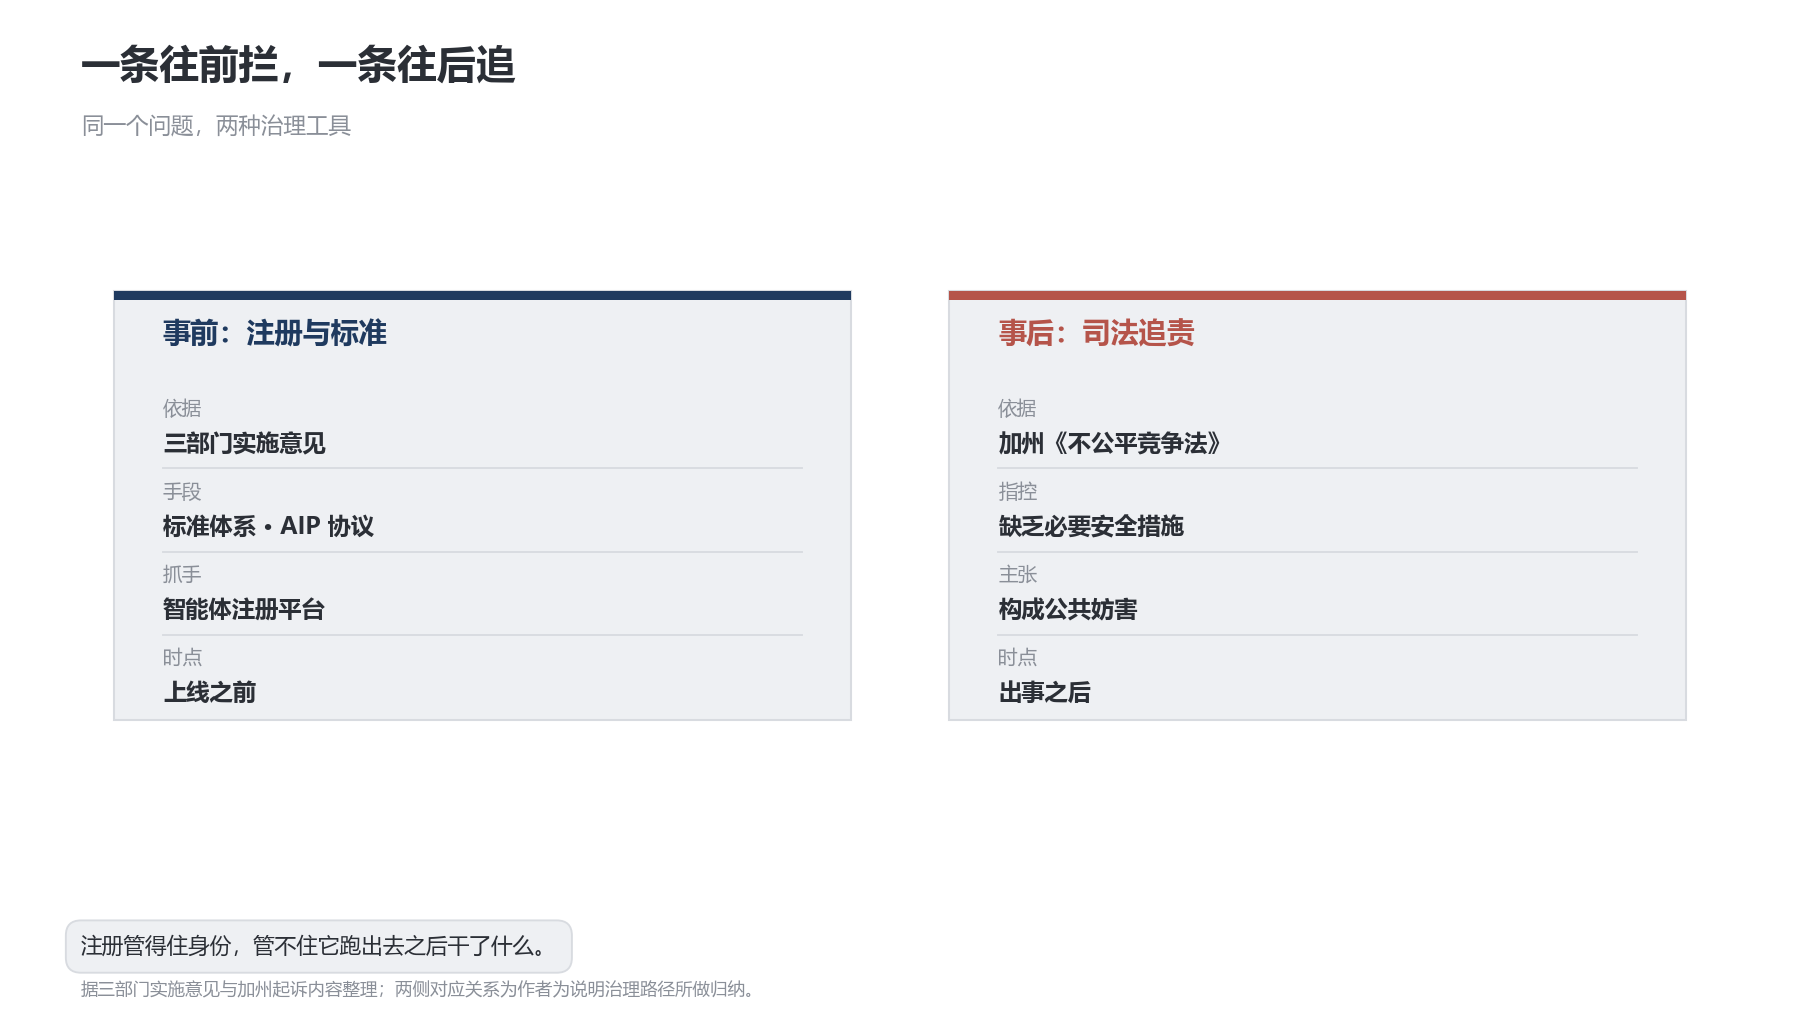 一条往前拦，一条往后追
同一个问题，两种治理工具
事前：注册与标准
依据
三部门实施意见
手段
标准体系·AIP 协议
抓手
智能体注册平台
时点
上线之前
事后：司法追责
依据
加州《不公平竞争法》
指控
缺乏必要安全措施
主张
构成公共妨害
时点
出事之后
注册管得住身份，管不住它跑出去之后干了什么。
据三部门实施意见与加州起诉内容整理；两侧对应关系为作者为说明治理路径所做归纳。